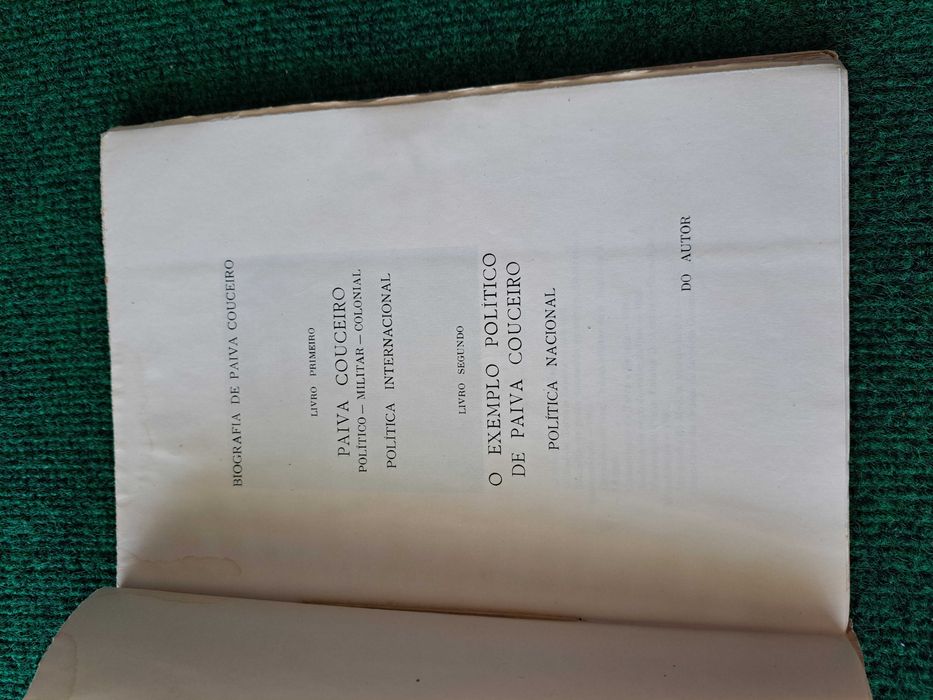 BIOGRAFIA DE PAIVA COUCEIRO
LIVRO PRIMEIRO
PAIVA COUCEIRO
POLÍTICO — MILITAR — COLONIAL
POLÍTICA INTERNACIONAL
LIVRO SEGUNDO
O EXEMPLO POLÍTICO
DE PAIVA COUCEIRO
POLÍTICA NACIONAL
DO AUTOR